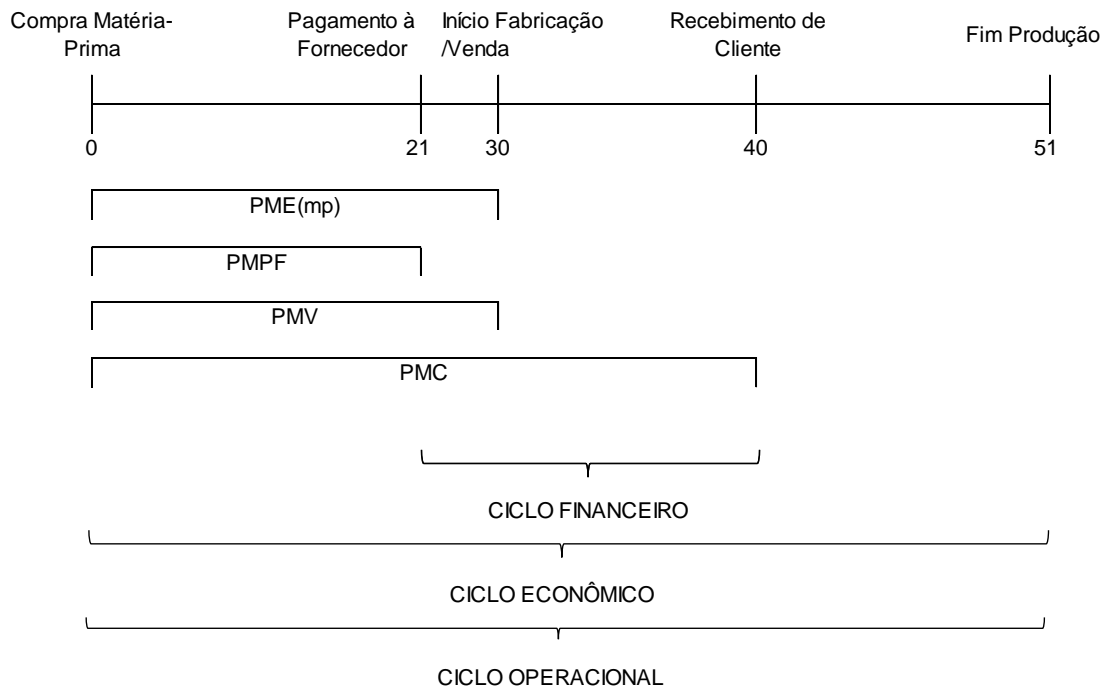 Compra Matéria-
Prima
Pagamento à
Fornecedor
Início Fabricação
/Venda
Recebimento de
Cliente
Fim Produção
0
21
30
40
51
PME(mp)
PMPF
PMV
PMC
CICLO FINANCEIRO
CICLO ECONÔMICO
CICLO OPERACIONAL